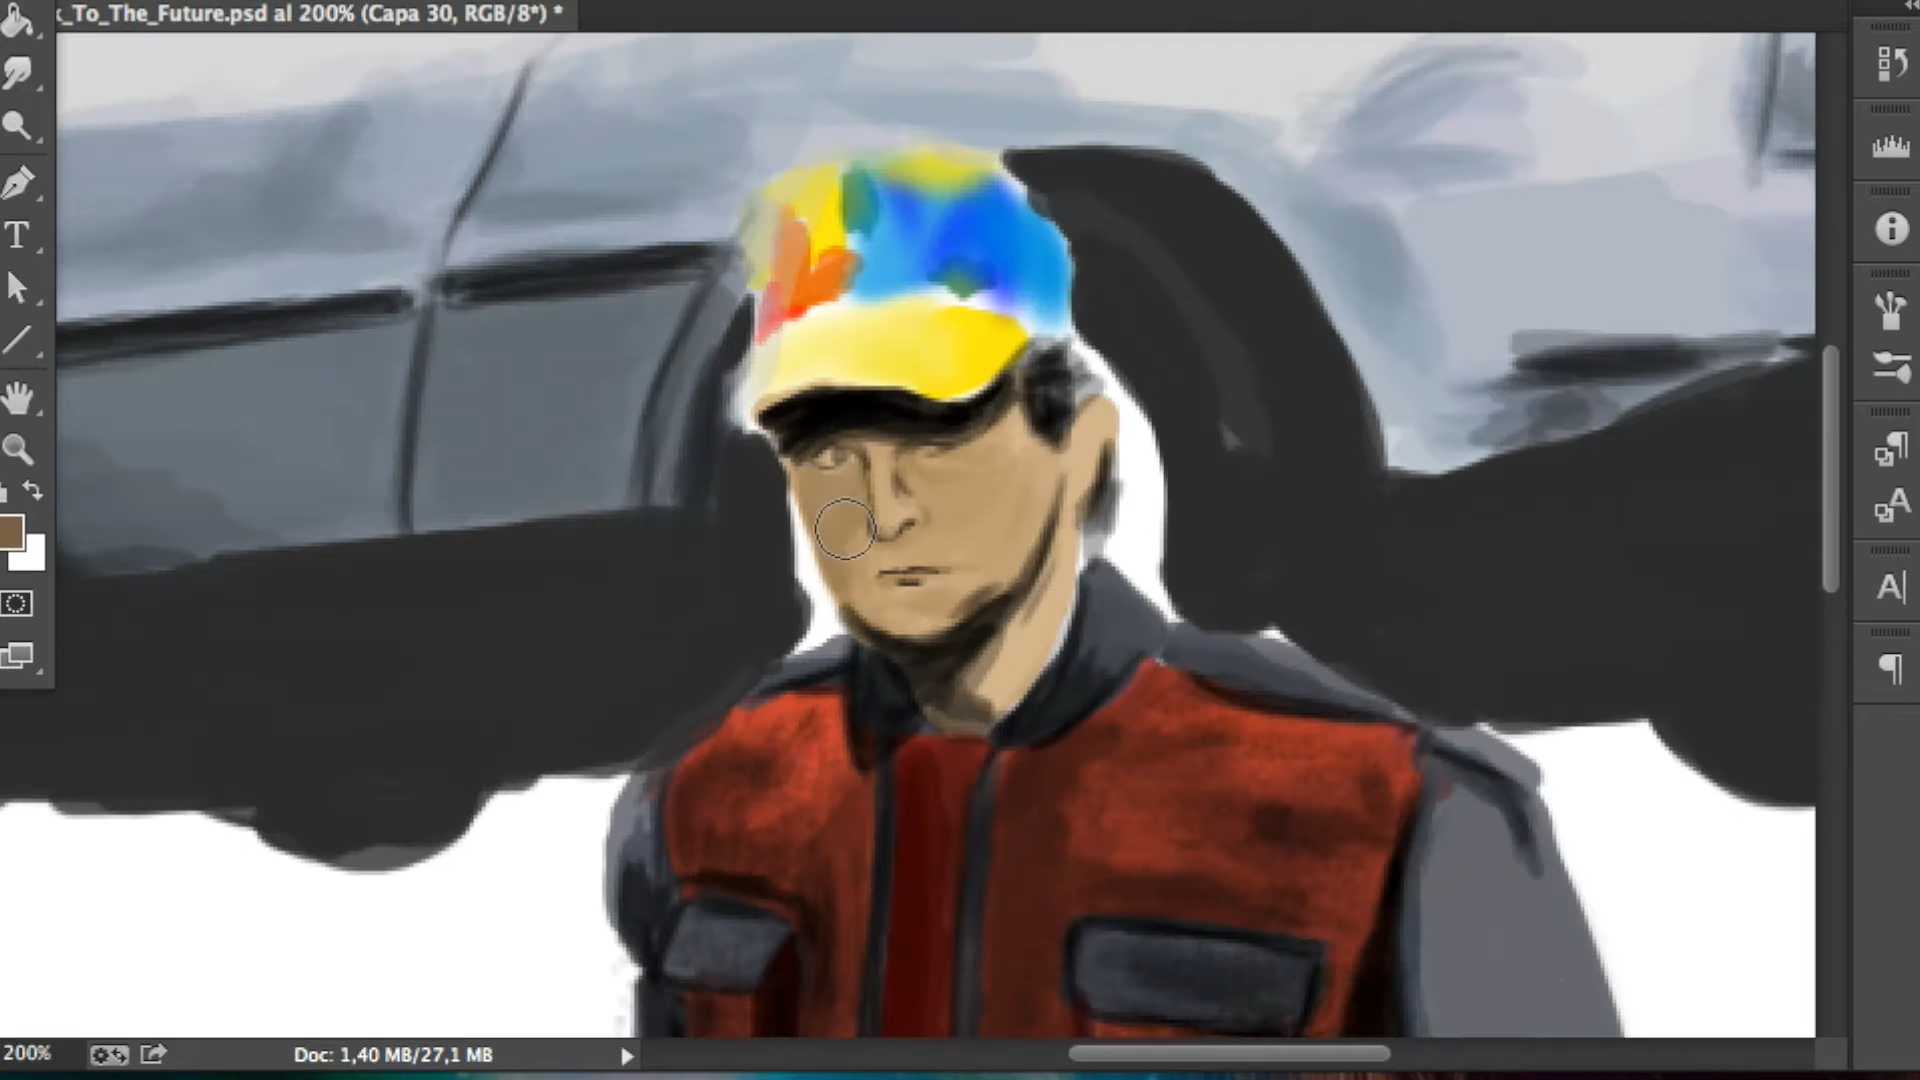 _To_The_Future.psd al 200% (Capa 30, RGB/8*) *
T
A
A|
200%
Doc: 1,40 MB/27,1 MB